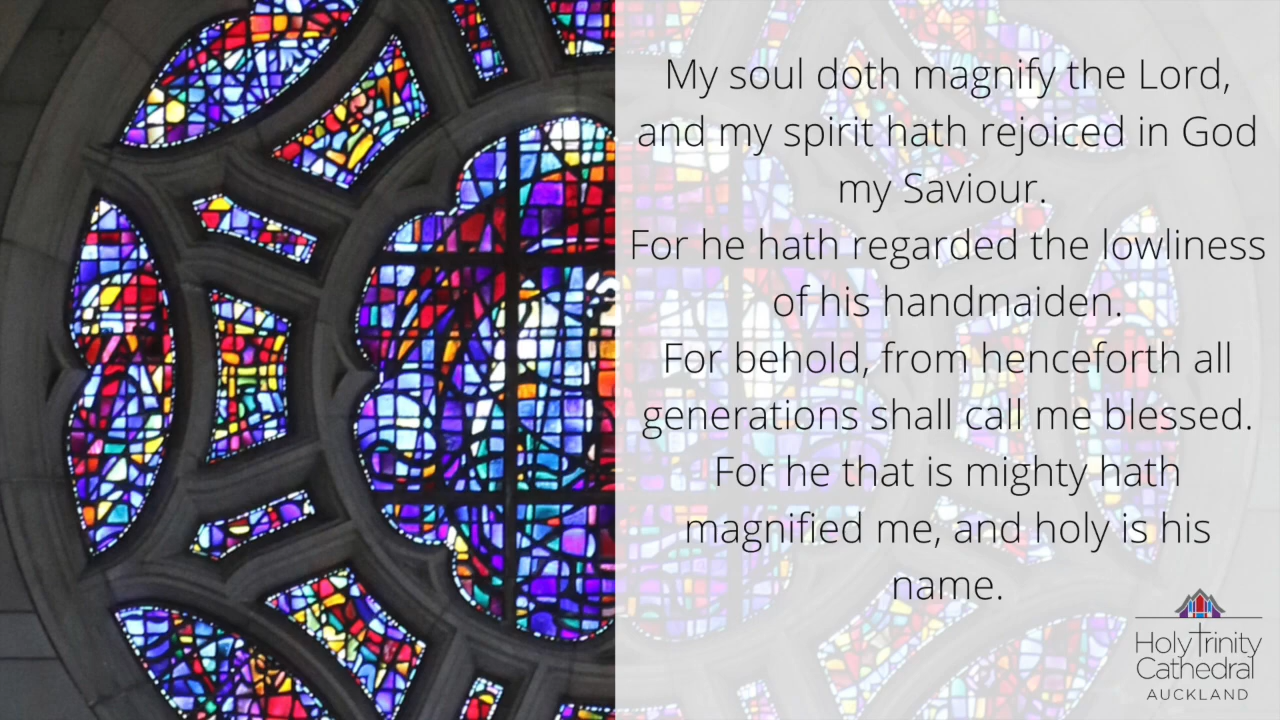 My soul doth magnify the Lord,
and my spirit hath rejoiced in God
my Saviour.
For he hath regarded the lowliness
of his handmaiden.
For behold, from henceforth all
generations shall call me blessed.
For he that is mighty hath
magnified me, and holy is his
name.
Holy Trinity
Cathedral
AUCKLAND